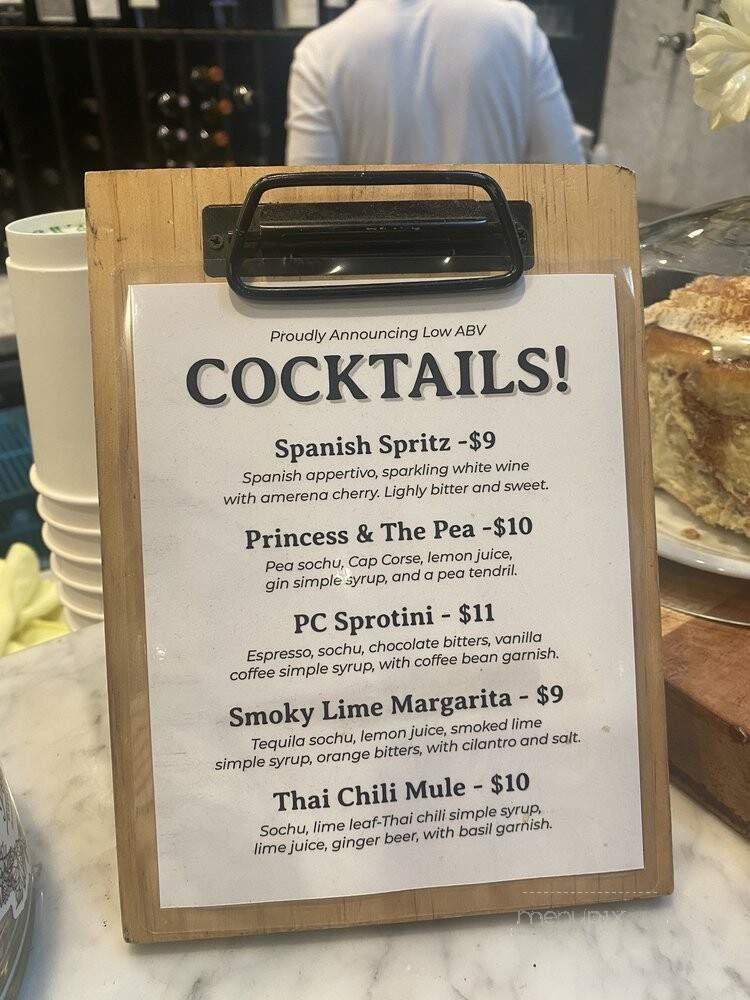 Proudly Announcing Low ABV
COCKTAILS!
Spanish Spritz -$9
Spanish appertivo, sparkling white wine
with amerena cherry. Lighly bitter and sweet.
Princess & The Pea -$10
Pea sochu, Cap Corse, lemon juice,
gin simple syrup, and a pea tendril.
PC Sprotini - $11
Espresso, sochu, chocolate bitters, vanilla
coffee simple syrup, with coffee bean garnish.
Smoky Lime Margarita - $9
Tequila sochu, lemon juice, smoked lime
simple syrup, orange bitters, with cilantro and salt.
Thai Chili Mule - $10
Sochu, lime leaf-Thai chili simple syrup,
lime juice, ginger beer, with basil garnish.
menupix